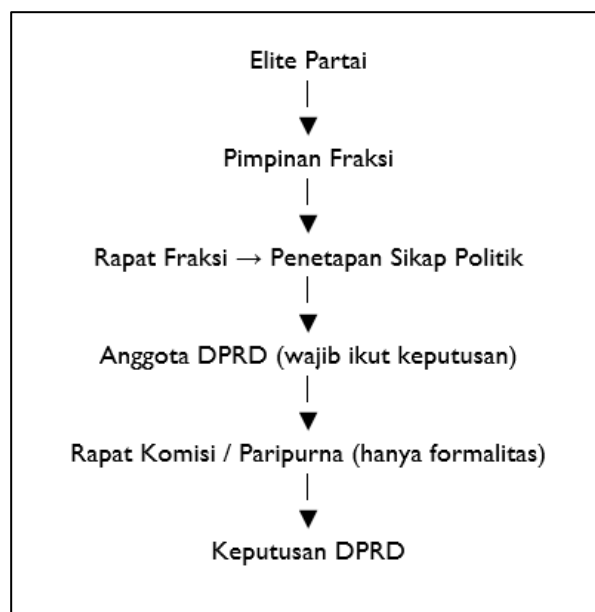 Elite Partai
Pimpinan Fraksi
Rapat Fraksi → Penetapan Sikap Politik
Anggota DPRD (wajib ikut keputusan)
Rapat Komisi / Paripurna (hanya formalitas)
Keputusan DPRD